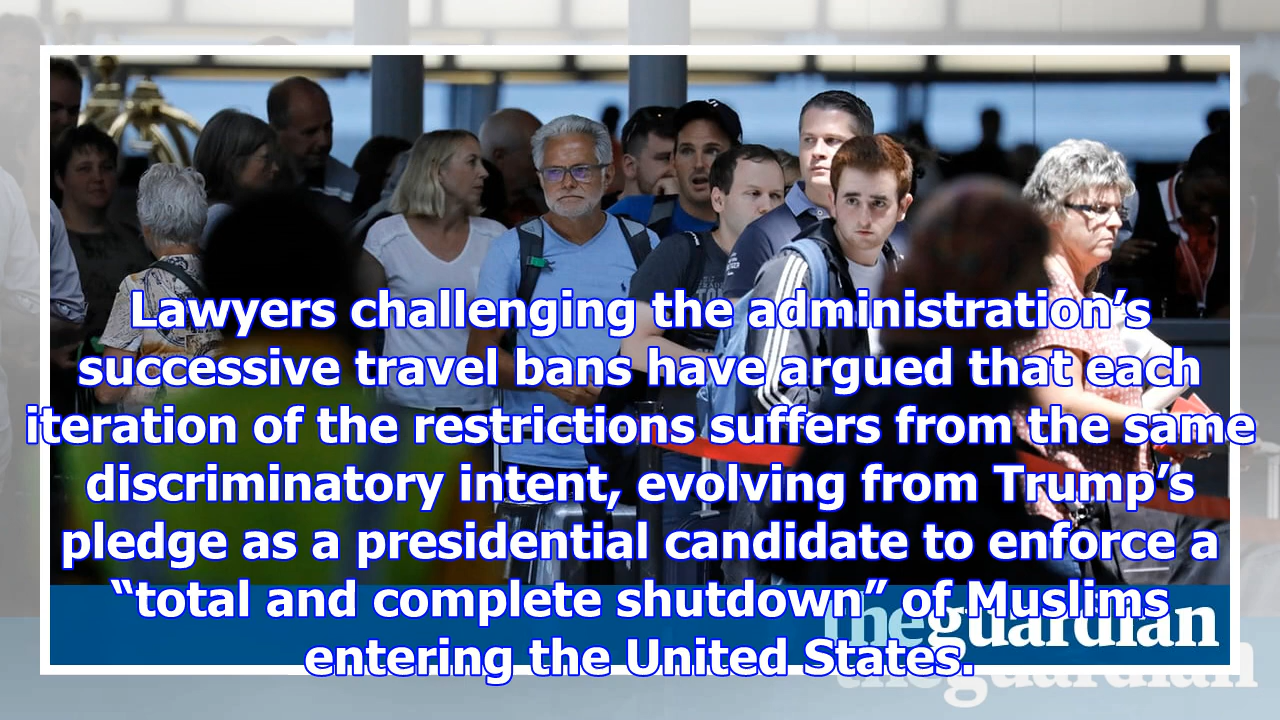 Lawyers challenging the administration’s
successive travel bans have argued that each
iteration of the restrictions suffers from the same
discriminatory intent, evolving from Trump’s
pledge as a presidential candidate to enforce a
“total and complete shutdown” of Muslims
entering the United States.
theguardian
theguardian